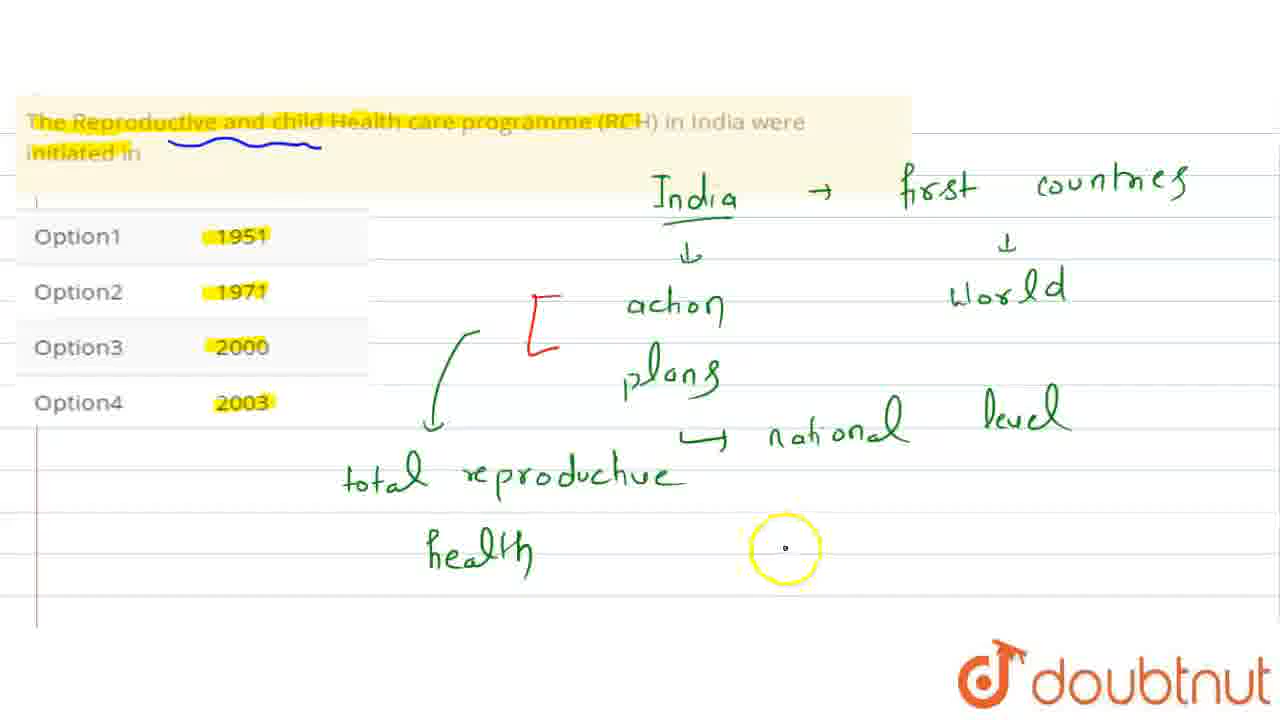 The Reproductive and child Health care programme (RCH) in India were
initiated in
Option1 1951
Option2 1971
Option3 2000
Option4 2003
India → first countries
↓ ↓
action world
plans
↳ national level
total reproductive
health
doubtnut